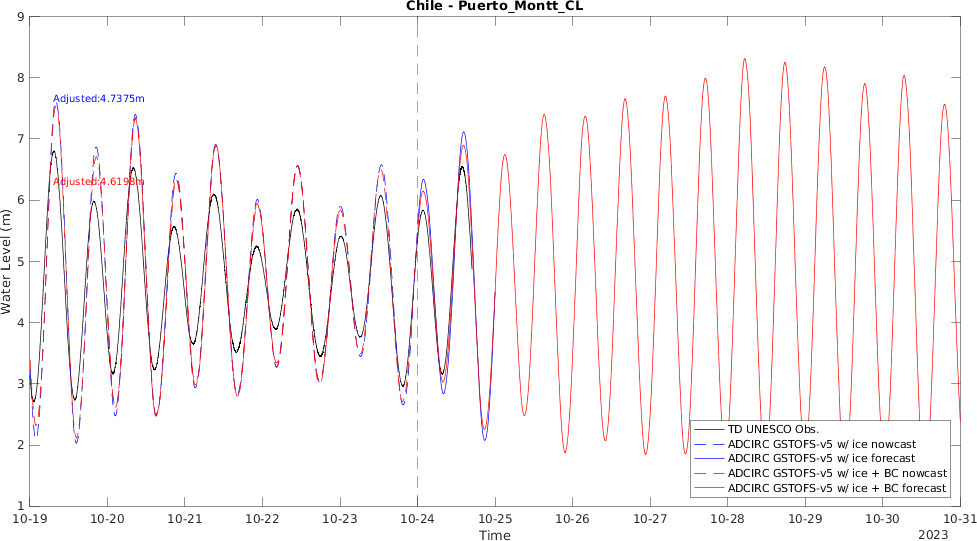 Chile - Puerto_Montt_CL
9
8
7
6
5
4
3
2
1
Water Level (m)
Adjusted:4.7375m
Adjusted:4.6198m
TD UNESCO Obs.
ADCIRC GSTOFS-v5 w/ ice nowcast
ADCIRC GSTOFS-v5 w/ ice forecast
ADCIRC GSTOFS-v5 w/ ice + BC nowcast
ADCIRC GSTOFS-v5 w/ ice + BC forecast
10-19 10-20 10-21 10-22 10-23 10-24 10-25 10-26 10-27 10-28 10-29 10-30 10-31
Time
2023